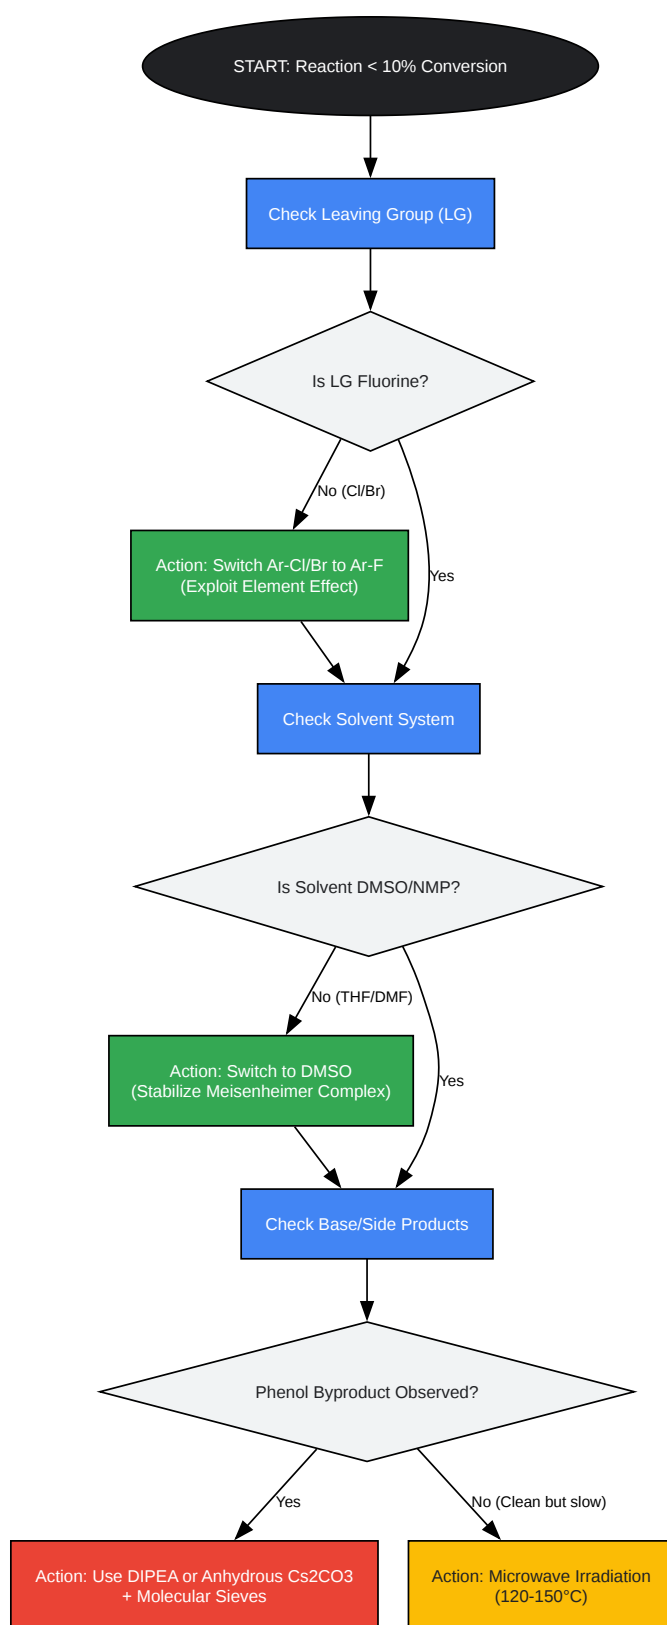 START: Reaction < 10% Conversion
Check Leaving Group (LG)
Is LG Fluorine?
No (Cl/Br)
Action: Switch Ar-Cl/Br to Ar-F
(Exploit Element Effect)
Yes
Check Solvent System
Is Solvent DMSO/NMP?
No (THF/DMF)
Action: Switch to DMSO
(Stabilize Meisenheimer Complex)
Yes
Check Base/Side Products
Phenol Byproduct Observed?
Yes
No (Clean but slow)
Action: Use DIPEA or Anhydrous Cs2CO3
+ Molecular Sieves
Action: Microwave Irradiation
(120-150°C)